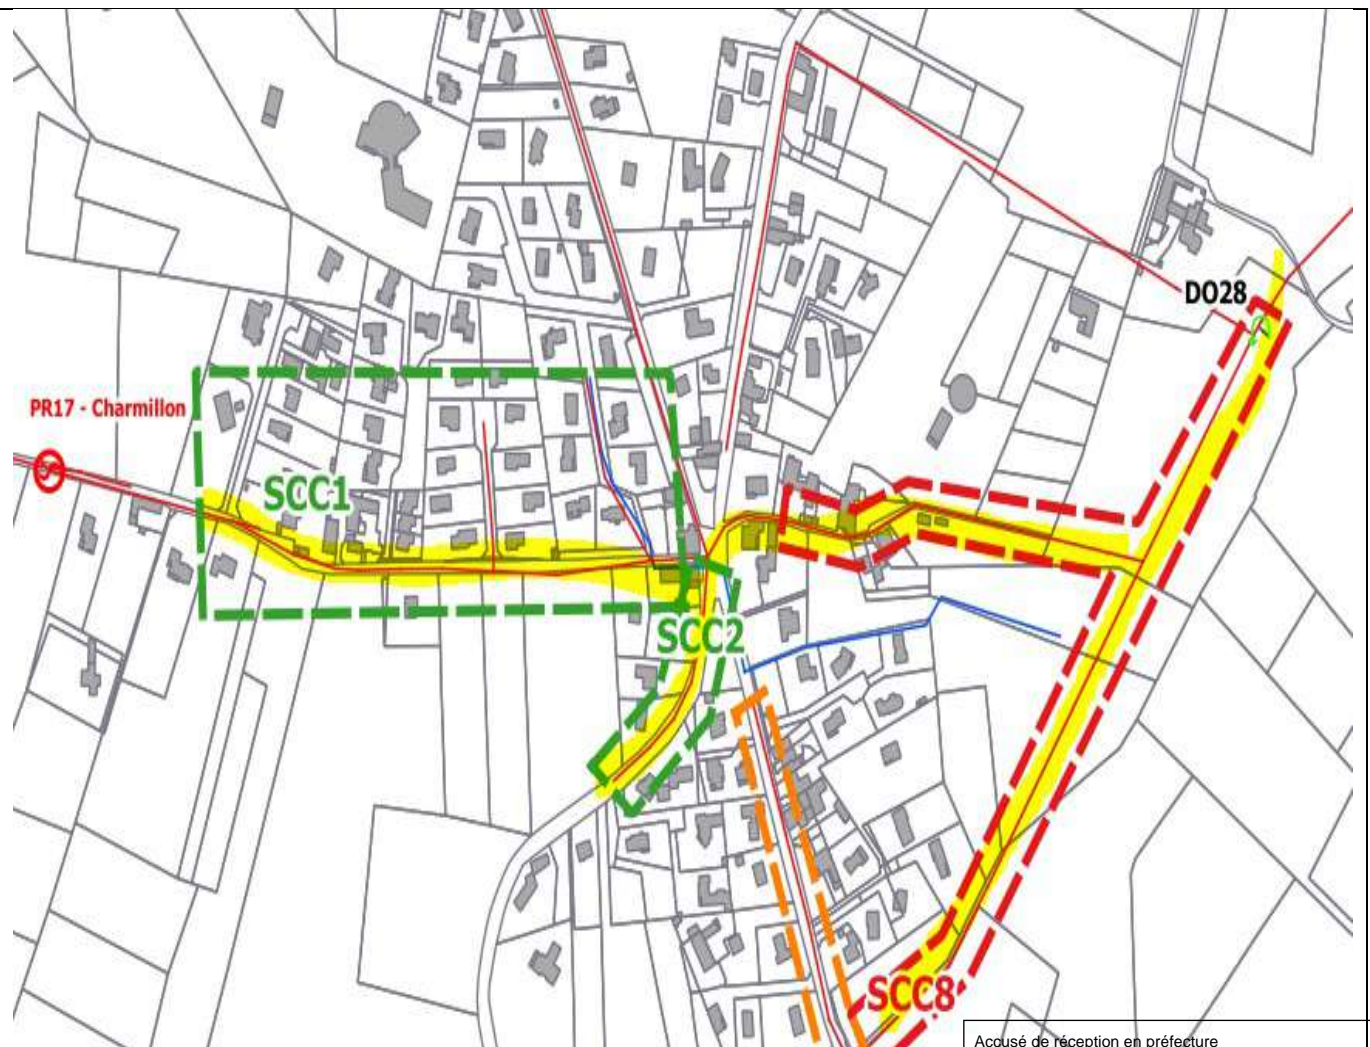 DO28
PR17 - Charmillon
SCC1
SCC2
SCC8
Accusé de réception en préfecture